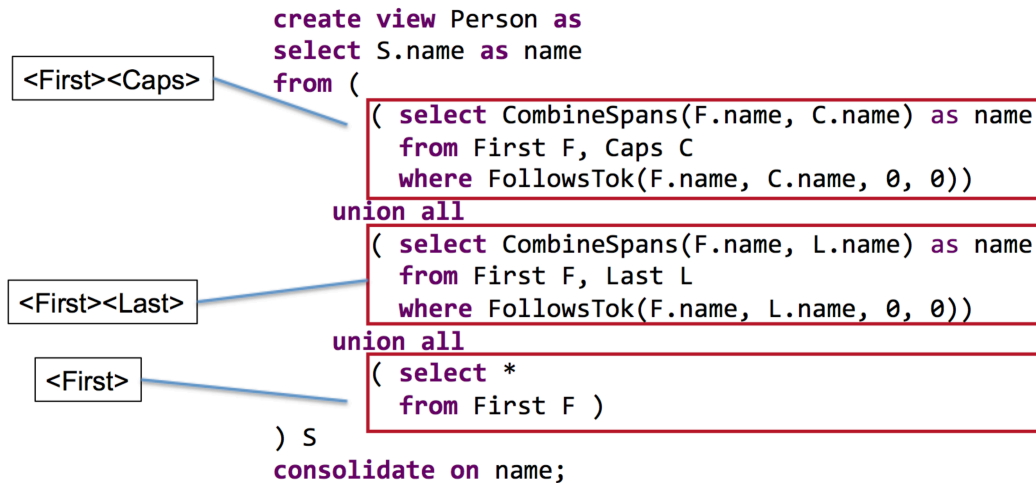 create view Person as
select S.name as name
<First><Caps>
from (
( select CombineSpans(F.name, C.name) as name
from First F, Caps C
where FollowsTok(F.name, C.name, 0, 0))
union all
( select CombineSpans(F.name, L.name) as name
from First F, Last L
<First><Last>
where FollowsTok(F.name, L.name, 0, 0))
union all
<First>
( select *
from First F )
) S
consolidate on name;